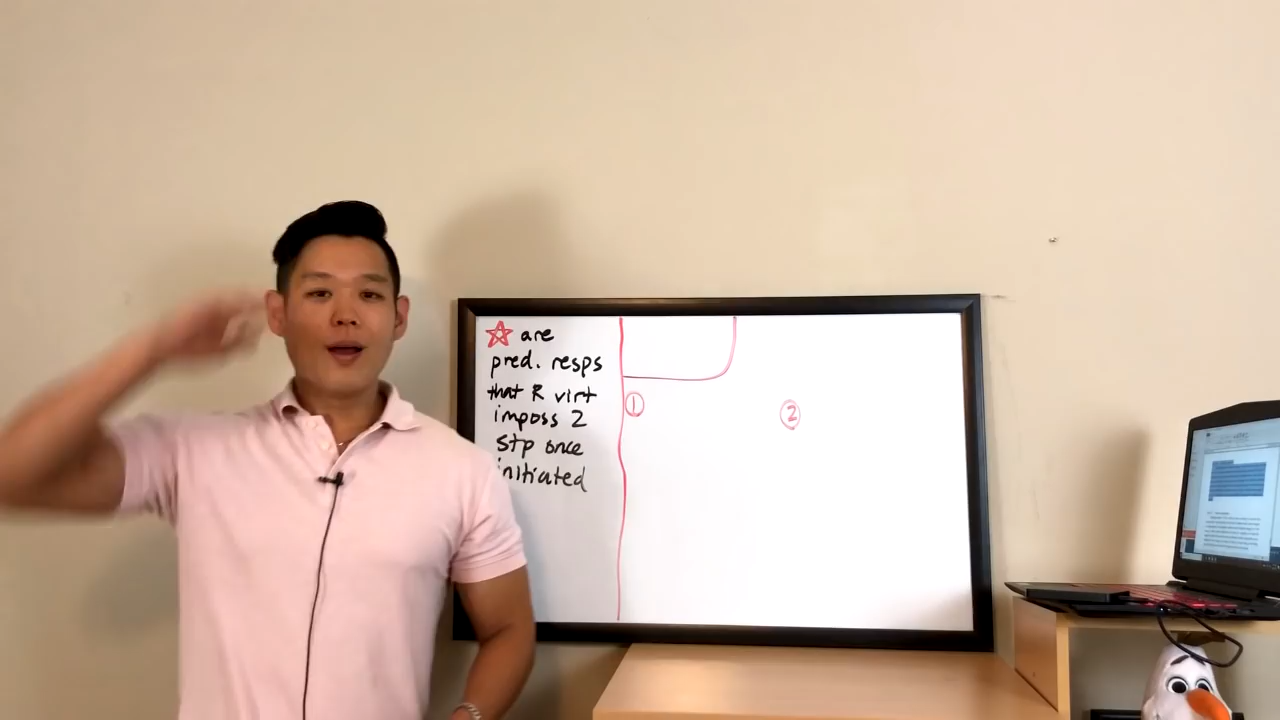 ☆ are
pred. resps
that R virt
imposs 2
stp once
initiated
①
②